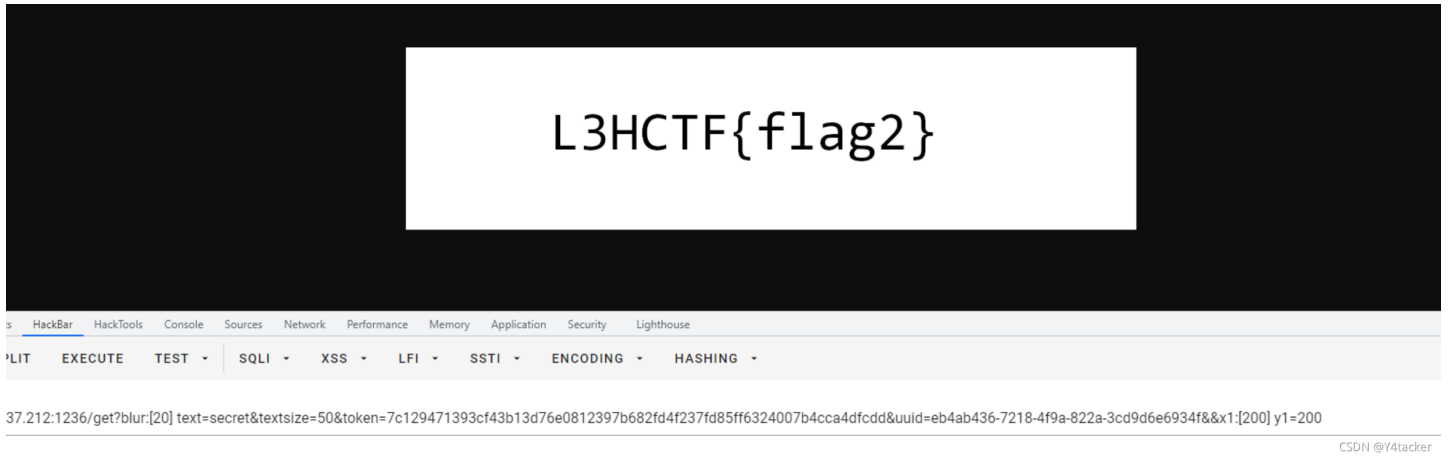 L3HCTF{flag2}
HackBar HackTools Console Sources Network Performance Memory Application Security Lighthouse
EXECUTE TEST SQLI XSS LFI SSTI ENCODING HASHING
37.212:1236/get?blur:[20] text=secret&textsize=50&token=7c129471393cf43b13d76e0812397b682fd4f237fd85ff6324007b4cca4dfcdd&uuid=eb4ab436-7218-4f9a-822a-3cd9d6e6934f&&x1:[200] y1=200
CSDN @Y4tacker